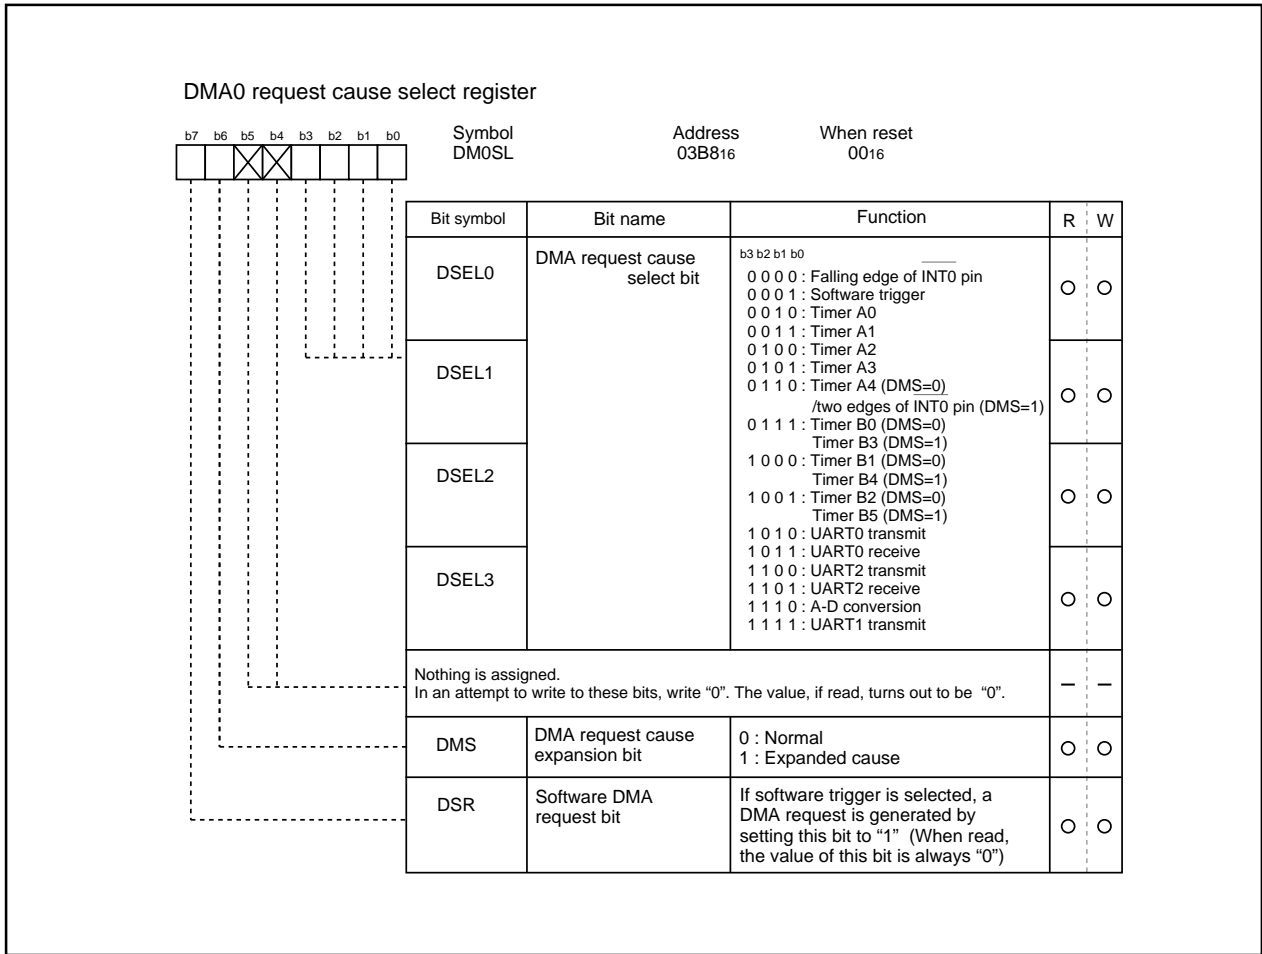 DMA0 request cause select register
b7 b6 b5 b4 b3 b2 b1 b0
Symbol Address When reset
DM0SL 03B816 0016
Bit symbol Bit name Function R W
DSEL0
DSEL1
DSEL2
DSEL3
DMA request cause
select bit
b3 b2 b1 b0
0 0 0 0 : Falling edge of INT0 pin
0 0 0 1 : Software trigger
0 0 1 0 : Timer A0
0 0 1 1 : Timer A1
0 1 0 0 : Timer A2
0 1 0 1 : Timer A3
0 1 1 0 : Timer A4 (DMS=0)
/two edges of INT0 pin (DMS=1)
0 1 1 1 : Timer B0 (DMS=0)
Timer B3 (DMS=1)
1 0 0 0 : Timer B1 (DMS=0)
Timer B4 (DMS=1)
1 0 0 1 : Timer B2 (DMS=0)
Timer B5 (DMS=1)
1 0 1 0 : UART0 transmit
1 0 1 1 : UART0 receive
1 1 0 0 : UART2 transmit
1 1 0 1 : UART2 receive
1 1 1 0 : A-D conversion
1 1 1 1 : UART1 transmit
Nothing is assigned.
In an attempt to write to these bits, write “0”. The value, if read, turns out to be “0”.
– –
DMS
DMA request cause
expansion bit
0 : Normal
1 : Expanded cause
DSR
Software DMA
request bit
If software trigger is selected, a
DMA request is generated by
setting this bit to “1” (When read,
the value of this bit is always “0”)